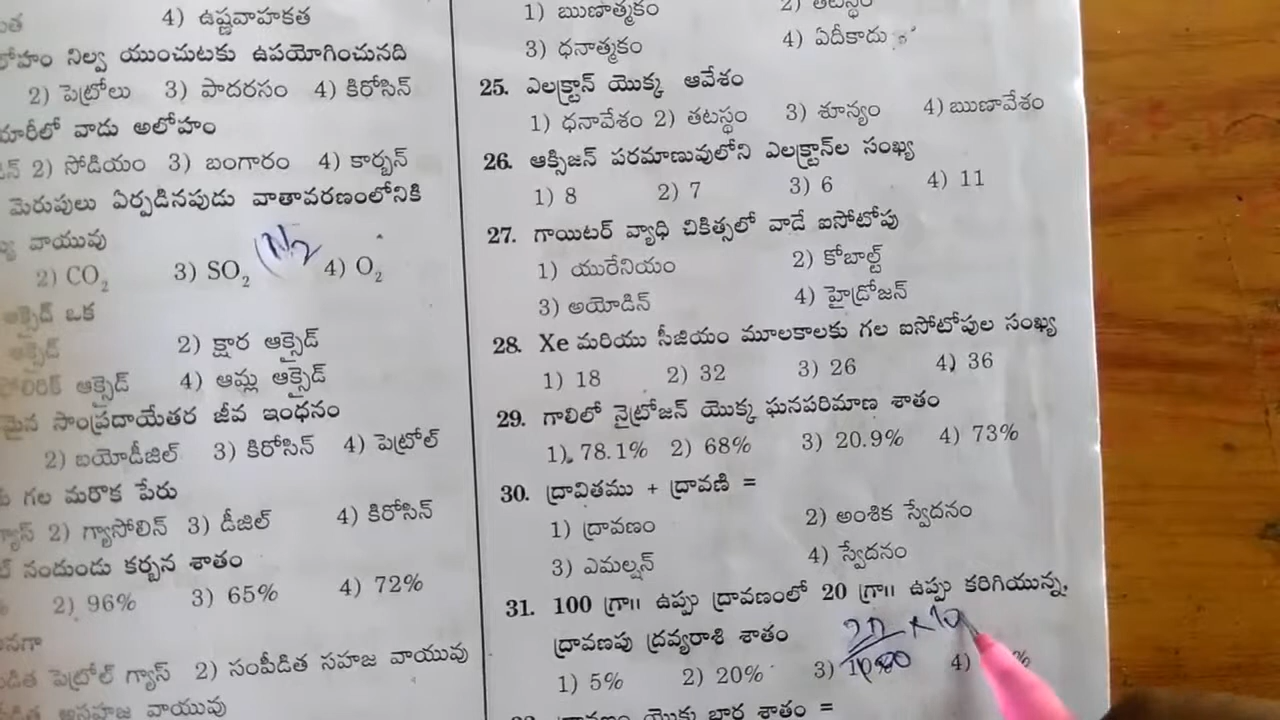 4) ఉష్ణవాహకత
నిల్వ యుంచుటకు ఉపయోగించునది
2) పెట్రోలు 3) పాదరసం 4) కిరోసిన్
వాడు అలోహం
2) సోడియం 3) బంగారం 4) కార్బన్
మెరుపులు ఏర్పడినపుడు వాతావరణంలోనికి
వాయువు
N2
2) CO2 3) SO2 4) O2
ఆక్సైడ్ ఒక
ఆక్సైడ్ 2) క్షార ఆక్సైడ్
ఆక్సైడ్ 4) ఆమ్ల ఆక్సైడ్
సాంప్రదాయేతర జీవ ఇంధనం
2) బయోడీజిల్ 3) కిరోసిన్ 4) పెట్రోల్
గల మరొక పేరు
2) గ్యాసోలిన్ 3) డీజిల్ 4) కిరోసిన్
నందుండు కర్బన శాతం
2) 96% 3) 65% 4) 72%
పెట్రోల్ గ్యాస్ 2) సంపీడిత సహజ వాయువు
అసహజ వాయువు
1) ఋణాత్మకం 2) తటస్థం
3) ధనాత్మకం 4) ఏదీకాదు
25. ఎలక్ట్రాన్ యొక్క ఆవేశం
1) ధనావేశం 2) తటస్థం 3) శూన్యం 4) ఋణావేశం
26. ఆక్సిజన్ పరమాణువులోని ఎలక్ట్రాన్‌ల సంఖ్య
1) 8 2) 7 3) 6 4) 11
27. గాయిటర్ వ్యాధి చికిత్సలో వాడే ఐసోటోపు
1) యురేనియం 2) కోబాల్ట్
3) అయోడిన్ 4) హైడ్రోజన్
28. Xe మరియు సీజియం మూలకాలకు గల ఐసోటోపుల సంఖ్య
1) 18 2) 32 3) 26 4) 36
29. గాలిలో నైట్రోజన్ యొక్క ఘనపరిమాణ శాతం
1) 78.1% 2) 68% 3) 20.9% 4) 73%
30. ద్రావితము + ద్రావణి =
1) ద్రావణం 2) అంశిక స్వేదనం
3) ఎమల్షన్ 4) స్వేదనం
31. 100 గ్రా॥ ఉప్పు ద్రావణంలో 20 గ్రా॥ ఉప్పు కరిగియున్న,
ద్రావణపు ద్రవ్యరాశి శాతం
1) 5% 2) 20% 3) 4) %
యొక్క భార శాతం =